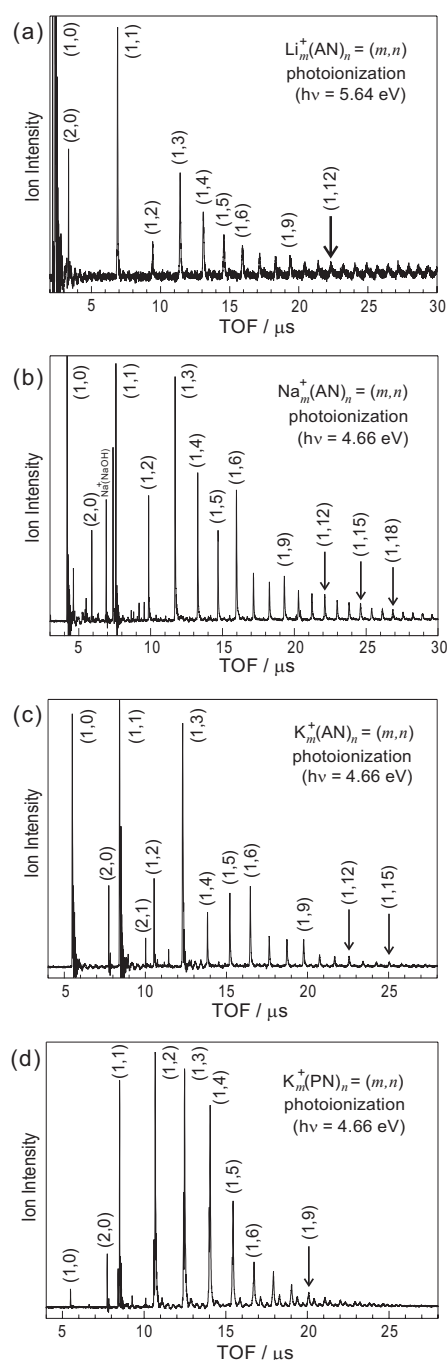 (a)
Li⁺ₘ(AN)ₙ = (m,n)
photoionization
(hν = 5.64 eV)
(1,0)
(2,0)
(1,1)
(1,2)
(1,3)
(1,4)
(1,5)
(1,6)
(1,9)
(1,12)
Ion Intensity
5 10 15 20 25 30
TOF / μs
(b)
Na⁺ₘ(AN)ₙ = (m,n)
photoionization
(hν = 4.66 eV)
(1,0)
(2,0)
Na⁺(NaOH)
(1,1)
(1,2)
(1,3)
(1,4)
(1,5)
(1,6)
(1,9)
(1,12)
(1,15)
(1,18)
Ion Intensity
5 10 15 20 25 30
TOF / μs
(c)
K⁺ₘ(AN)ₙ = (m,n)
photoionization
(hν = 4.66 eV)
(1,0)
(2,0)
(1,1)
(2,1)
(1,2)
(1,3)
(1,4)
(1,5)
(1,6)
(1,9)
(1,12)
(1,15)
Ion Intensity
5 10 15 20 25
TOF / μs
(d)
K⁺ₘ(PN)ₙ = (m,n)
photoionization
(hν = 4.66 eV)
(1,0)
(2,0)
(1,1)
(1,2)
(1,3)
(1,4)
(1,5)
(1,6)
(1,9)
Ion Intensity
5 10 15 20 25
TOF / μs